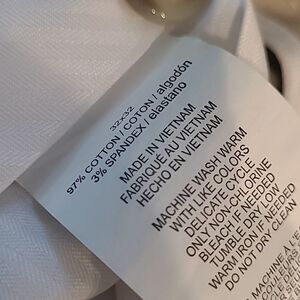 32x32
97% COTTON / COTON / algodón
3% SPANDEX / elastano
MADE IN VIETNAM
FABRIQUÉ AU VIETNAM
HECHO EN VIETNAM
MACHINE WASH WARM
WITH LIKE COLORS
DELICATE CYCLE
ONLY NON-CHLORINE
BLEACH IF NEEDED
TUMBLE DRY LOW
WARM IRON IF NEEDED
DO NOT DRY CLEAN